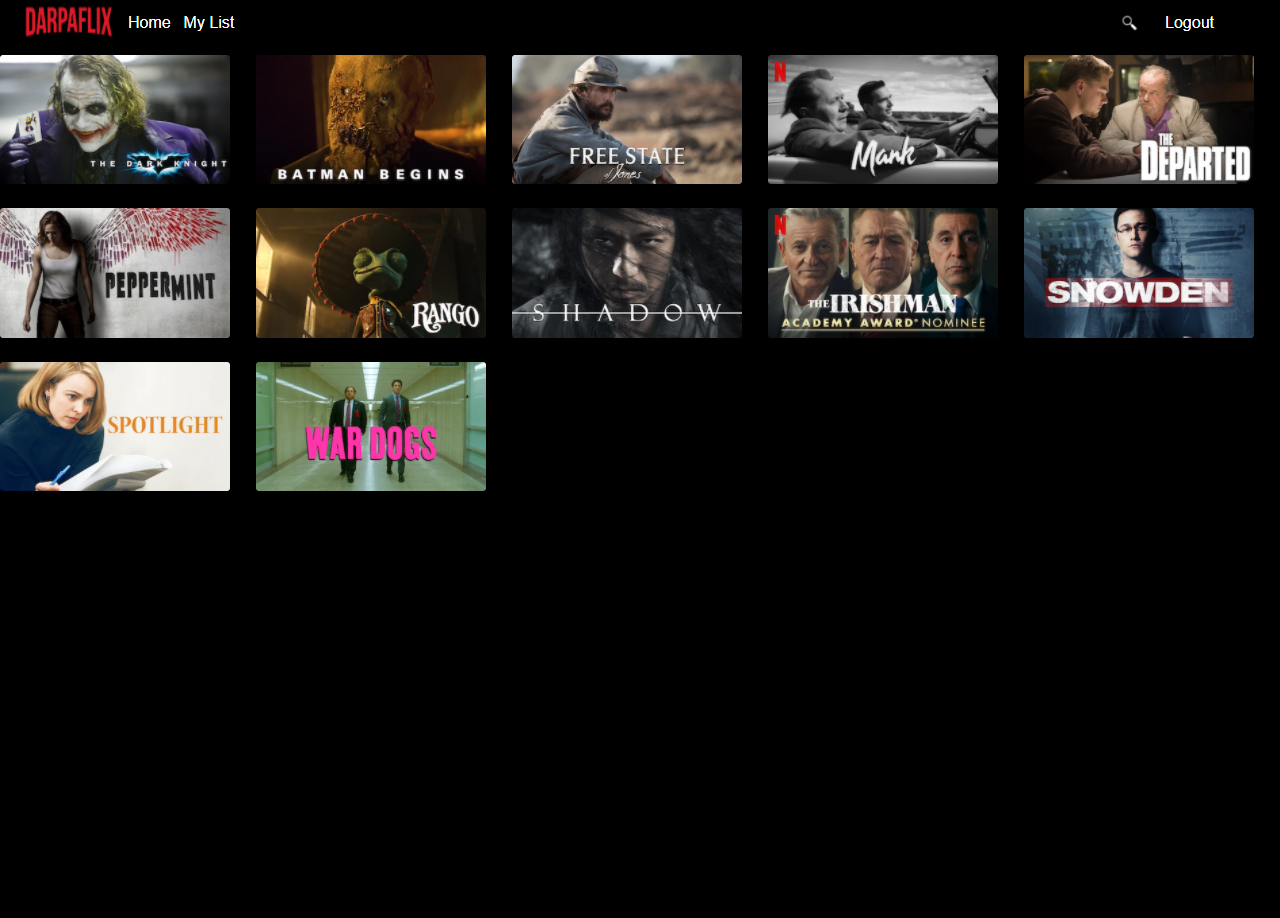 DARPAFLIX Home My List Logout
THE DARK KNIGHT
BATMAN BEGINS
FREE STATE
of Jones
N
Mank
THE
DEPARTED
PEPPERMINT
RANGO
SHADOW
N
THE IRISHMAN
ACADEMY AWARD® NOMINEE
SNOWDEN
SPOTLIGHT
WAR DOGS